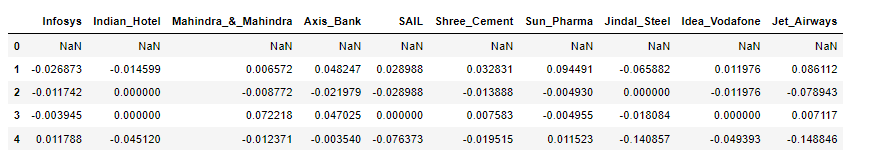 Infosys Indian_Hotel Mahindra_&_Mahindra Axis_Bank SAIL Shree_Cement Sun_Pharma Jindal_Steel Idea_Vodafone Jet_Airways
0 NaN NaN NaN NaN NaN NaN NaN NaN NaN NaN
1 -0.026873 -0.014599 0.006572 0.048247 0.028988 0.032831 0.094491 -0.065882 0.011976 0.086112
2 -0.011742 0.000000 -0.008772 -0.021979 -0.028988 -0.013888 -0.004930 0.000000 -0.011976 -0.078943
3 -0.003945 0.000000 0.072218 0.047025 0.000000 0.007583 -0.004955 -0.018084 0.000000 0.007117
4 0.011788 -0.045120 -0.012371 -0.003540 -0.076373 -0.019515 0.011523 -0.140857 -0.049393 -0.148846